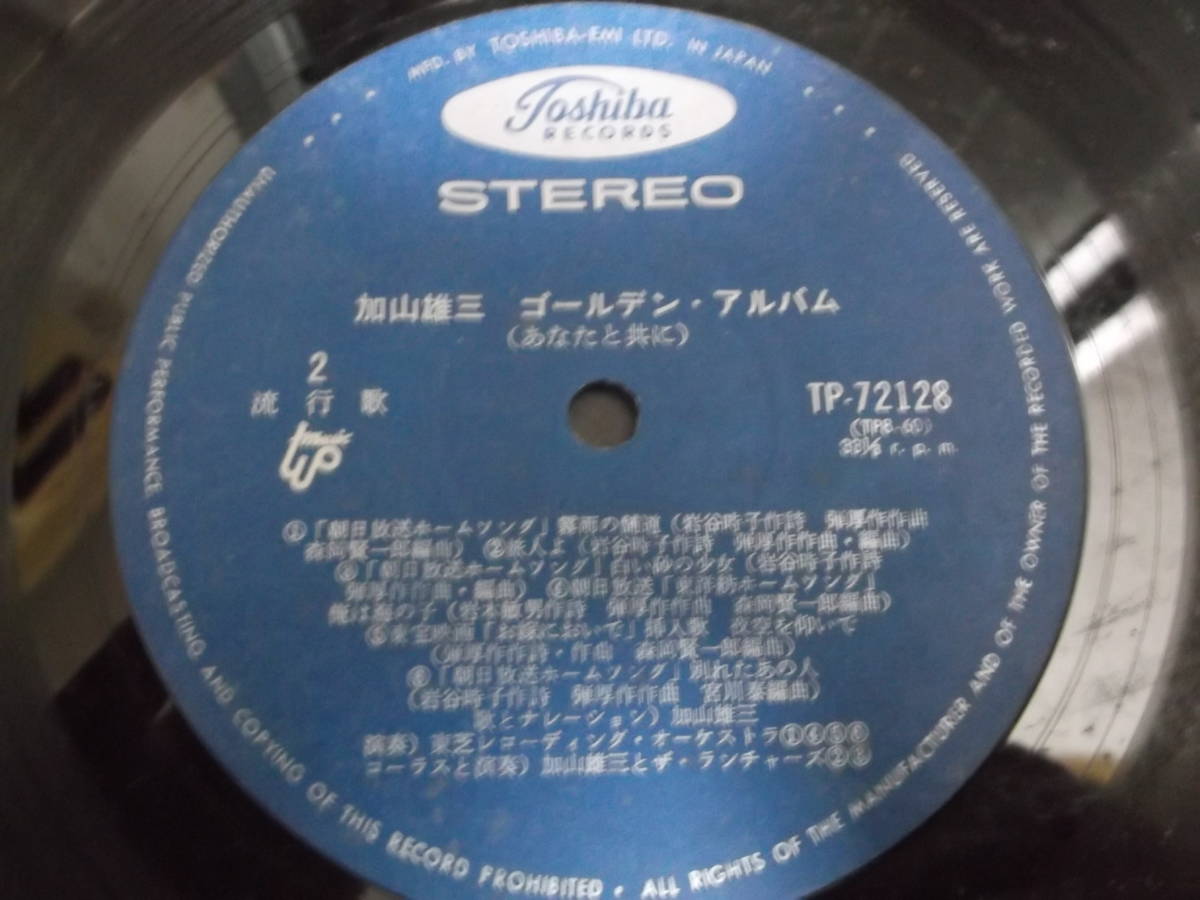 MFD. BY TOSHIBA-EMI LTD. IN JAPAN
Toshiba
RECORDS
STEREO
加山雄三 ゴールデン・アルバム
(あなたと共に)
2
流行歌
TP-72128
(TPB-60)
33⅓ r.p.m
①「朝日放送ホームソング」霧雨の舗道(岩谷時子作詩 弾厚作作曲
森岡賢一郎編曲) ②旅人よ(岩谷時子作詩 弾厚作作曲・編曲)
③「朝日放送ホームソング」白い砂の少女(岩谷時子作詩
弾厚作作曲・編曲) ④朝日放送「東洋紡ホームソング」
俺は海の子(岩谷時子作詩 弾厚作作曲 森岡賢一郎編曲)
⑤東宝映画「お嫁においで」挿入歌 夜空を仰いで
(弾厚作作詩・作曲 森岡賢一郎編曲)
⑥「朝日放送ホームソング」別れたあの人
(岩谷時子作詩 弾厚作作曲 宮川泰編曲)
歌とナレーション)加山雄三
演奏)東芝レコーディング・オーケストラ①④⑤⑥
コーラスと演奏)加山雄三とザ・ランチャーズ②③
UNAUTHORIZED PUBLIC PERFORMANCE BROADCASTING AND COPYING OF THIS RECORD PROHIBITED • ALL RIGHTS OF THE MANUFACTURER AND OF THE OWNER OF THE RECORDED WORK ARE RESERVED